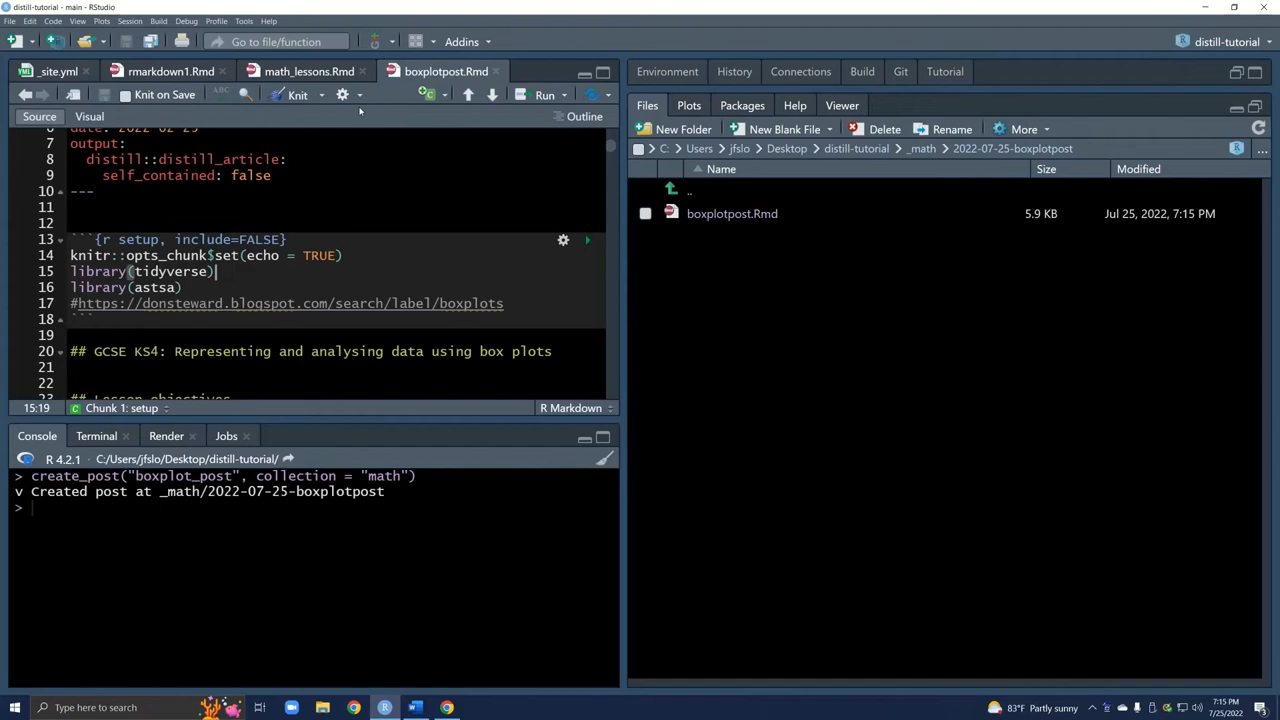 distill-tutorial - main - RStudio
File Edit Code View Plots Session Build Debug Profile Tools Help
Go to file/function
Addins
distill-tutorial
_site.yml
rmarkdown1.Rmd
math_lessons.Rmd
boxplotpost.Rmd
Knit on Save
ABC
Knit
Run
Source
Visual
Outline
7 output:
8 distill::distill_article:
9 self_contained: false
10 ---
11
12
13 ```{r setup, include=FALSE}
14 knitr::opts_chunk$set(echo = TRUE)
15 library(tidyverse)
16 library(astsa)
17 #https://donsteward.blogspot.com/search/label/boxplots
18 ```
19
20 ## GCSE KS4: Representing and analysing data using box plots
21
22
23 ## Lesson objectives
15:19
Chunk 1: setup
R Markdown
Console
Terminal
Render
Jobs
R 4.2.1 C:/Users/jfslo/Desktop/distill-tutorial/
> create_post("boxplot_post", collection = "math")
v Created post at _math/2022-07-25-boxplotpost
>
Environment
History
Connections
Build
Git
Tutorial
Files
Plots
Packages
Help
Viewer
New Folder
New Blank File
Delete
Rename
More
C: Users jfslo Desktop distill-tutorial _math 2022-07-25-boxplotpost
...
Name
Size
Modified
..
boxplotpost.Rmd
5.9 KB
Jul 25, 2022, 7:15 PM
Type here to search
83°F Partly sunny
7:15 PM
7/25/2022